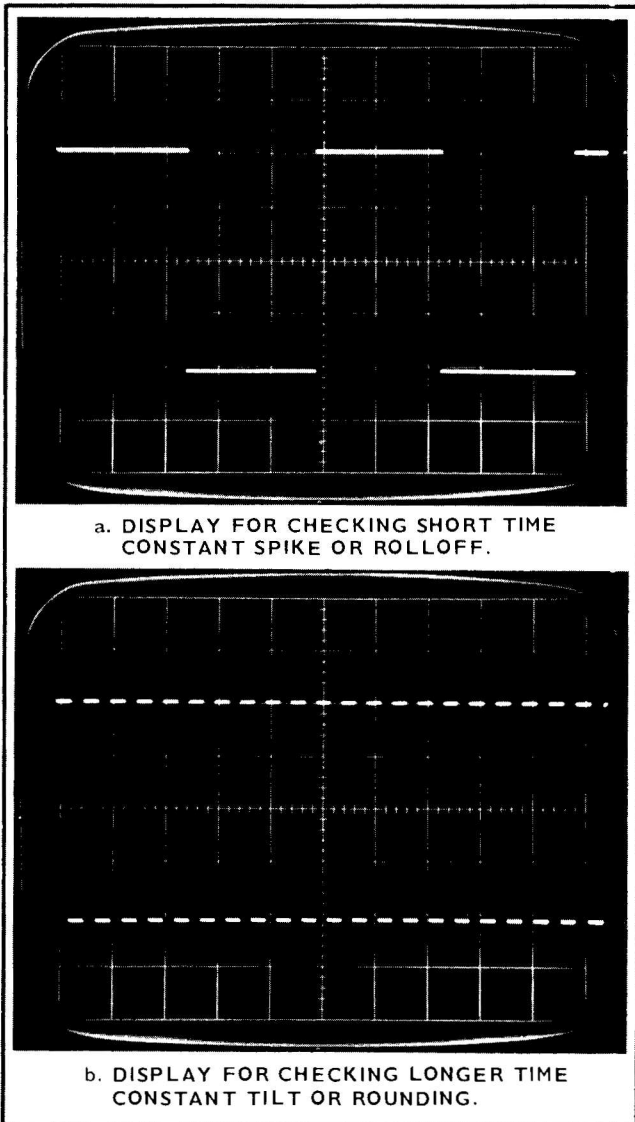 a. DISPLAY FOR CHECKING SHORT TIME
CONSTANT SPIKE OR ROLLOFF.
b. DISPLAY FOR CHECKING LONGER TIME
CONSTANT TILT OR ROUNDING.